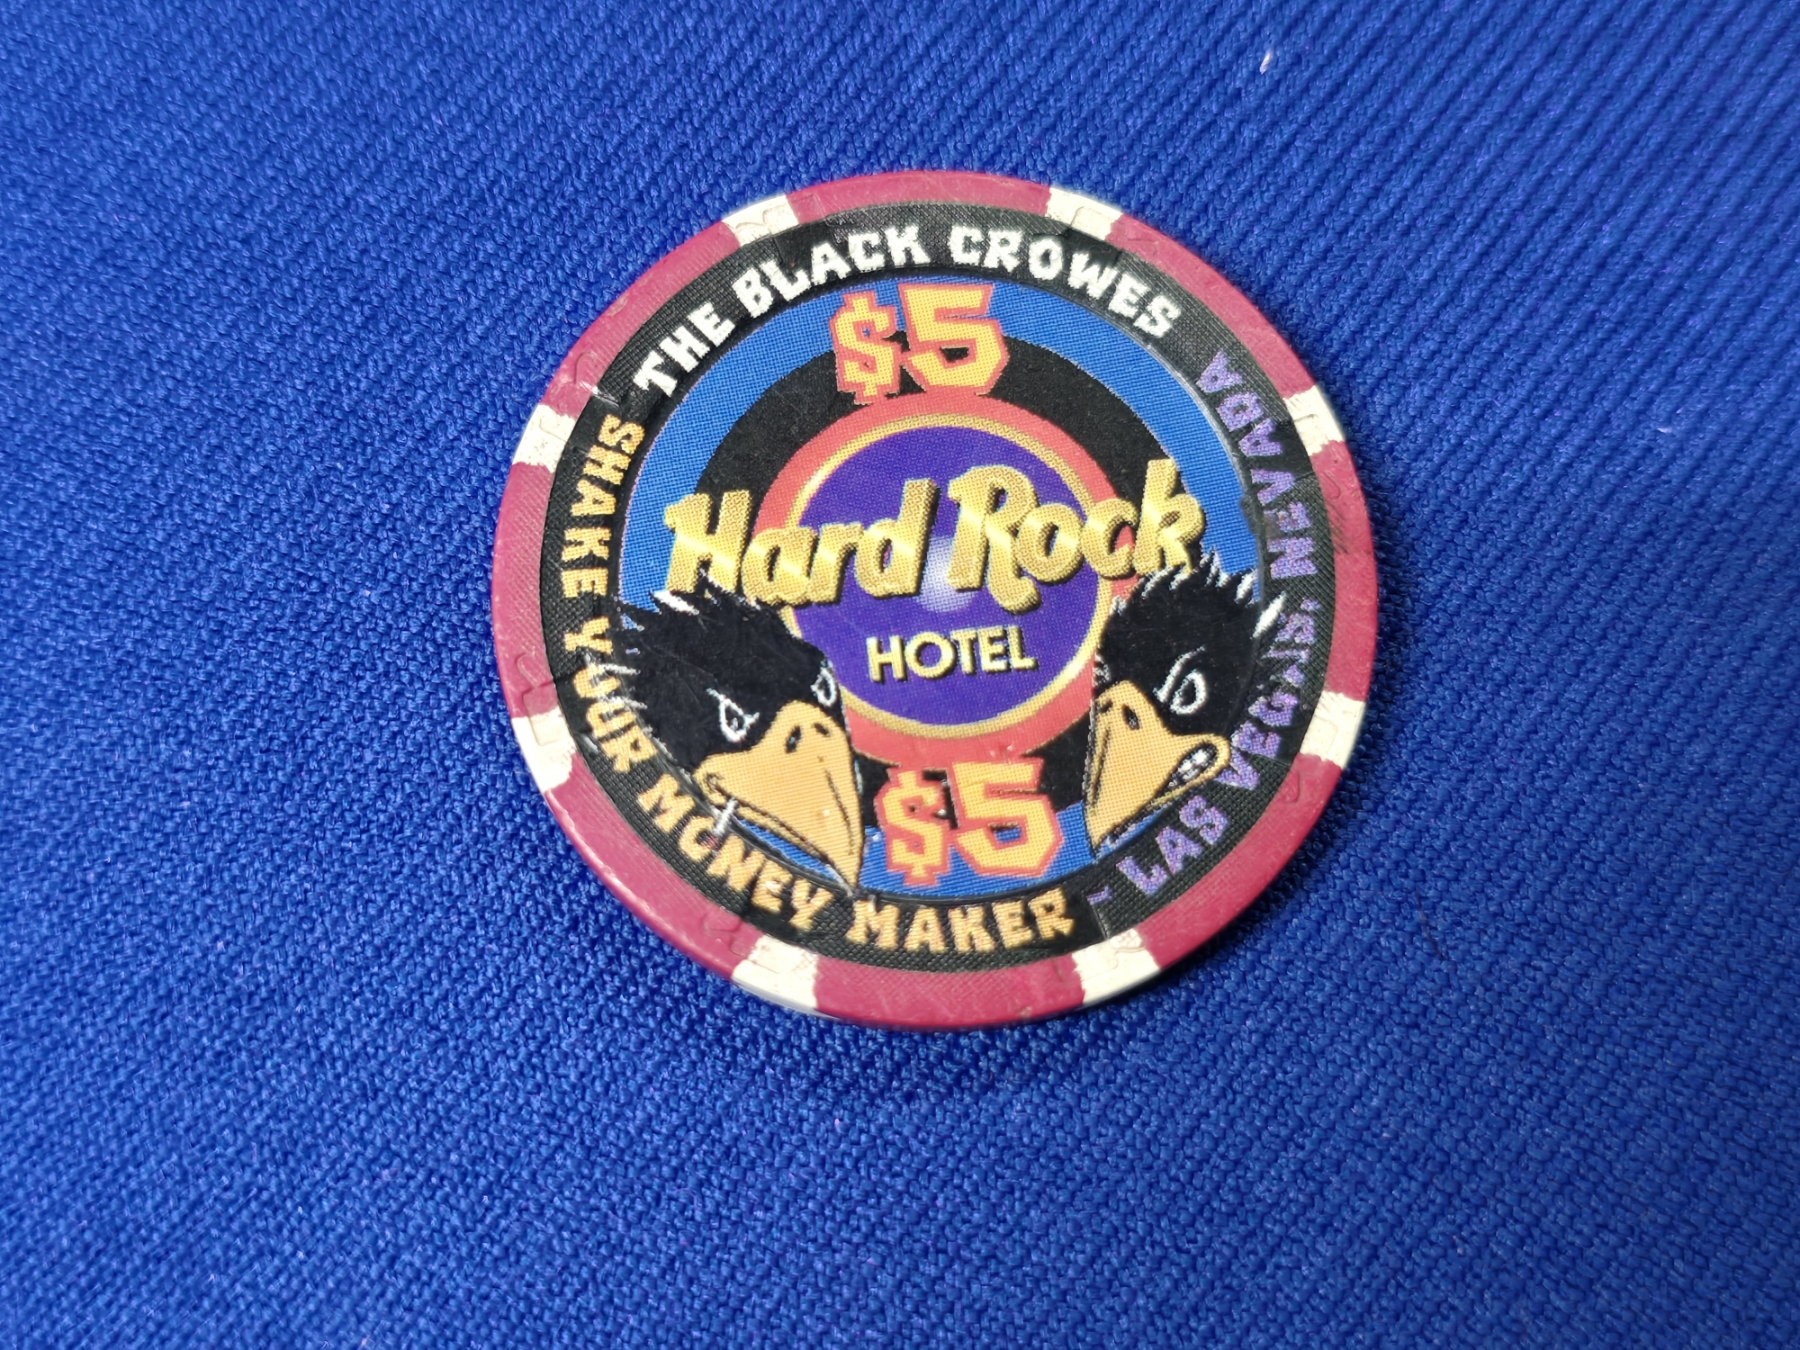 THE BLACK CROWES
$5
Hard Rock
HOTEL
$5
SHAKE YOUR MONEY MAKER ~ LAS VEGAS, NEVADA